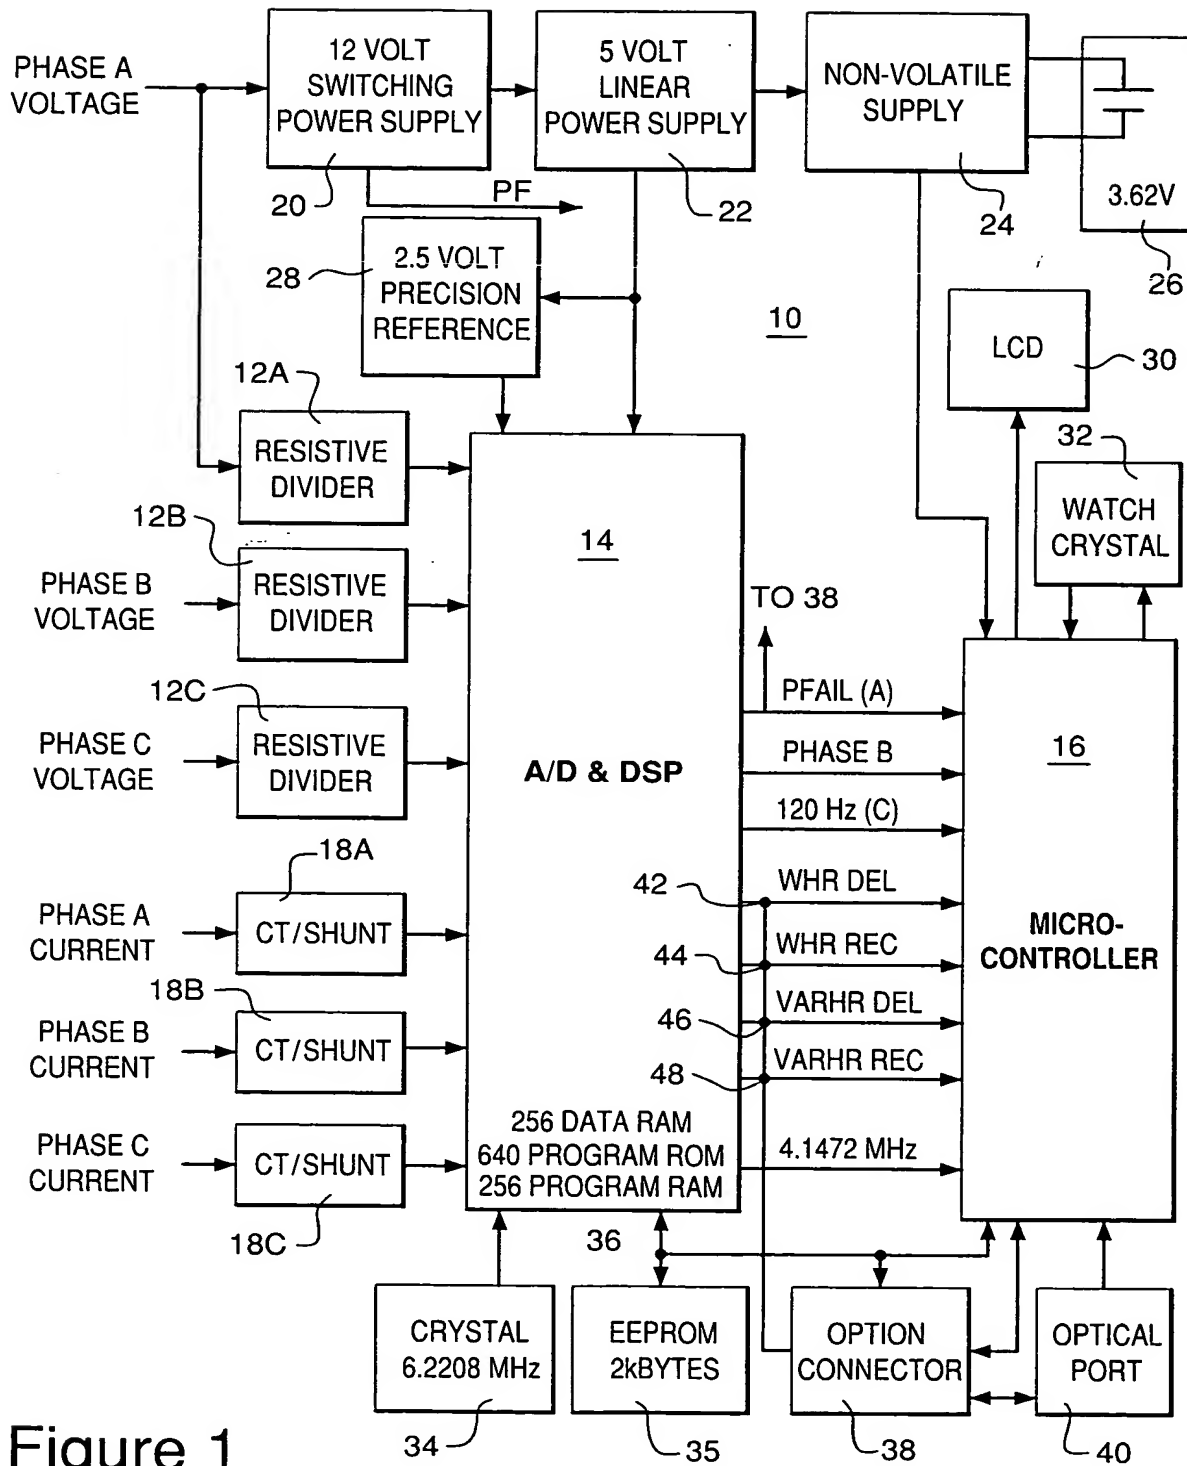 PHASE A
VOLTAGE
12 VOLT
SWITCHING
POWER SUPPLY
20
PF
5 VOLT
LINEAR
POWER SUPPLY
22
NON-VOLATILE
SUPPLY
24
3.62V
26
28
2.5 VOLT
PRECISION
REFERENCE
10
LCD
30
12A
RESISTIVE
DIVIDER
32
WATCH
CRYSTAL
12B
PHASE B
VOLTAGE
RESISTIVE
DIVIDER
14
TO 38
12C
PHASE C
VOLTAGE
RESISTIVE
DIVIDER
A/D & DSP
PFAIL (A)
PHASE B
120 Hz (C)
16
MICRO-
CONTROLLER
18A
PHASE A
CURRENT
CT/SHUNT
42
WHR DEL
44
WHR REC
18B
PHASE B
CURRENT
CT/SHUNT
46
VARHR DEL
48
VARHR REC
PHASE C
CURRENT
CT/SHUNT
18C
256 DATA RAM
640 PROGRAM ROM
256 PROGRAM RAM
4.1472 MHz
36
CRYSTAL
6.2208 MHz
34
EEPROM
2kBYTES
35
OPTION
CONNECTOR
38
OPTICAL
PORT
40
Figure 1